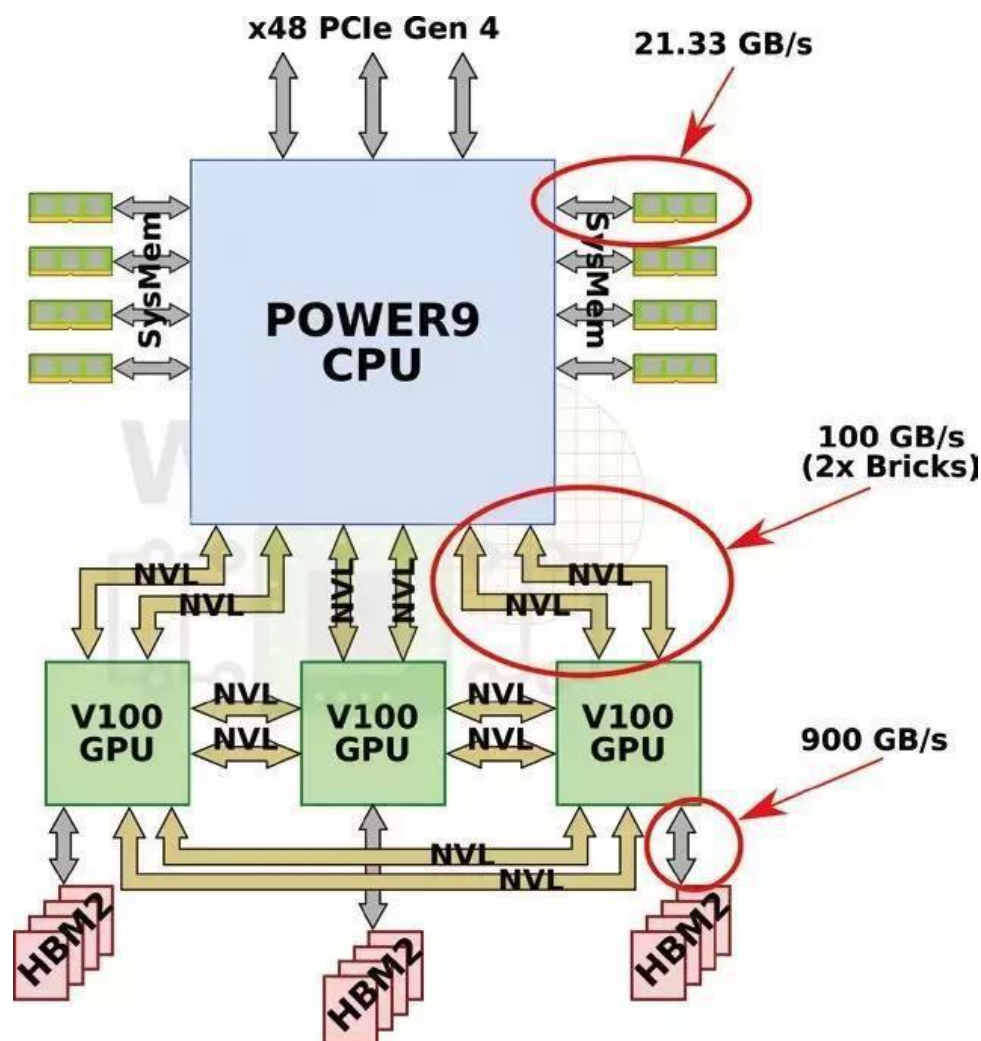 x48 PCIe Gen 4
21.33 GB/s
SysMem
SysMem
POWER9
CPU
100 GB/s
(2x Bricks)
NVL
NVL
NVL
NVL
NVL
NVL
V100
GPU
NVL
NVL
V100
GPU
NVL
NVL
V100
GPU
900 GB/s
NVL
NVL
HBM2
HBM2
HBM2